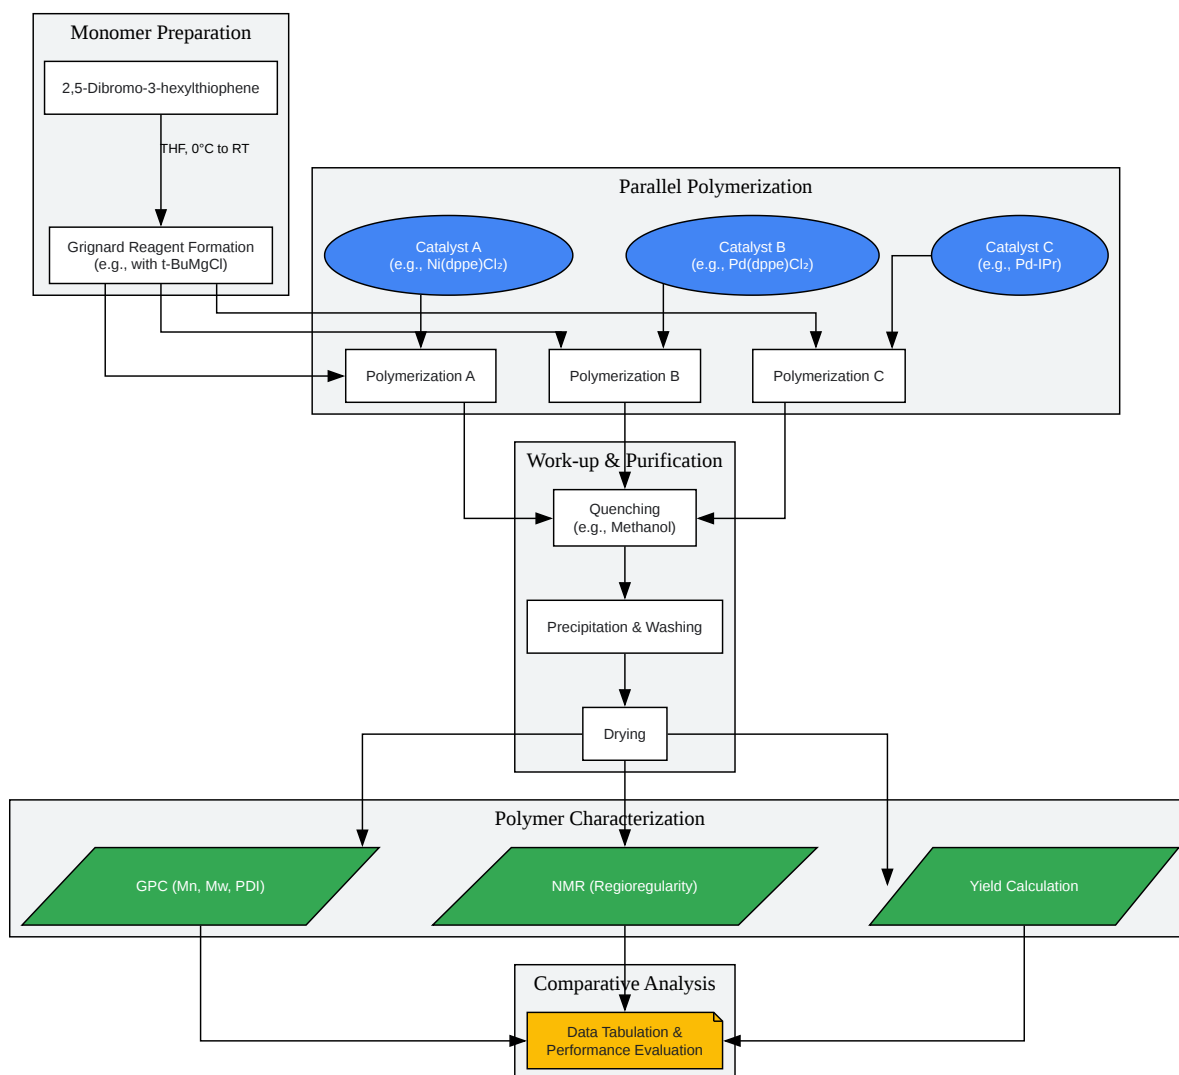 Monomer Preparation
2,5-Dibromo-3-hexylthiophene
THF, 0°C to RT
Grignard Reagent Formation
(e.g., with t-BuMgCl)
Parallel Polymerization
Catalyst A
(e.g., Ni(dppe)Cl₂)
Catalyst B
(e.g., Pd(dppe)Cl₂)
Catalyst C
(e.g., Pd-IPr)
Polymerization A
Polymerization B
Polymerization C
Work-up & Purification
Quenching
(e.g., Methanol)
Precipitation & Washing
Drying
Polymer Characterization
GPC (Mn, Mw, PDI)
NMR (Regioregularity)
Yield Calculation
Comparative Analysis
Data Tabulation &
Performance Evaluation